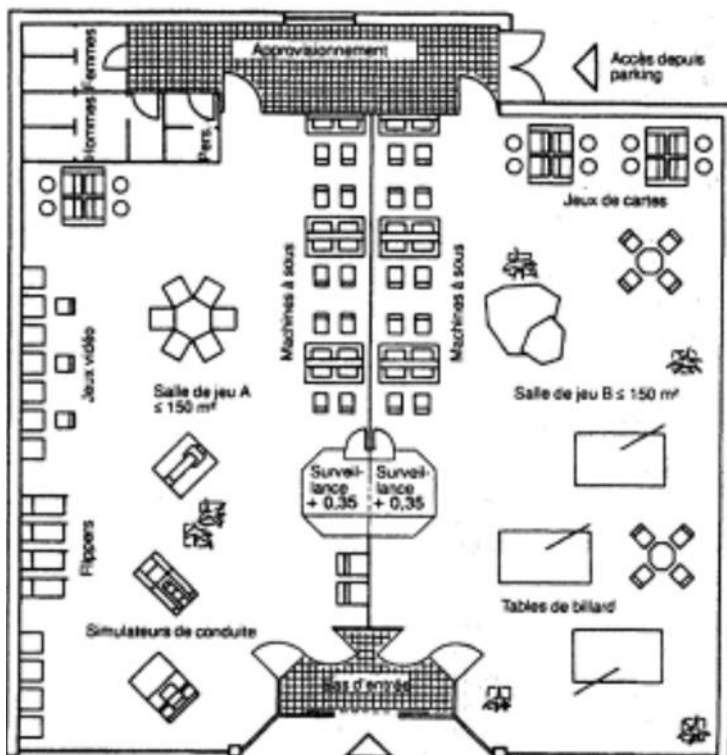 Approvisionnement
Accès depuis
parking
Femmes
Hommes
Pers.
Jeux de cartes
Machines à sous
Machines à sous
Jeux vidéo
Salle de jeu A
≤ 150 m²
Salle de jeu B ≤ 150 m²
Surveil-
lance
+ 0,35
Surveil-
lance
+ 0,35
Flippers
Tables de billard
Simulateurs de conduite
Sas d'entrée